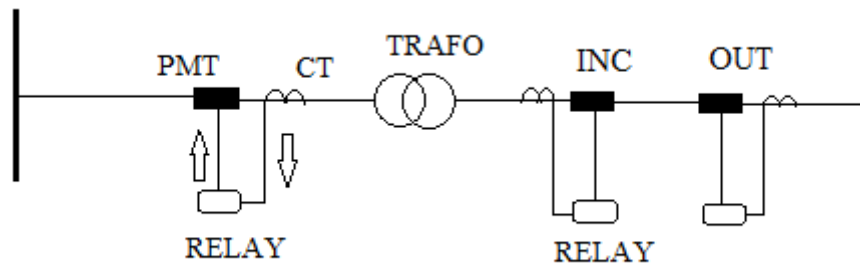 PMT
CT
TRAFO
INC
OUT
RELAY
RELAY